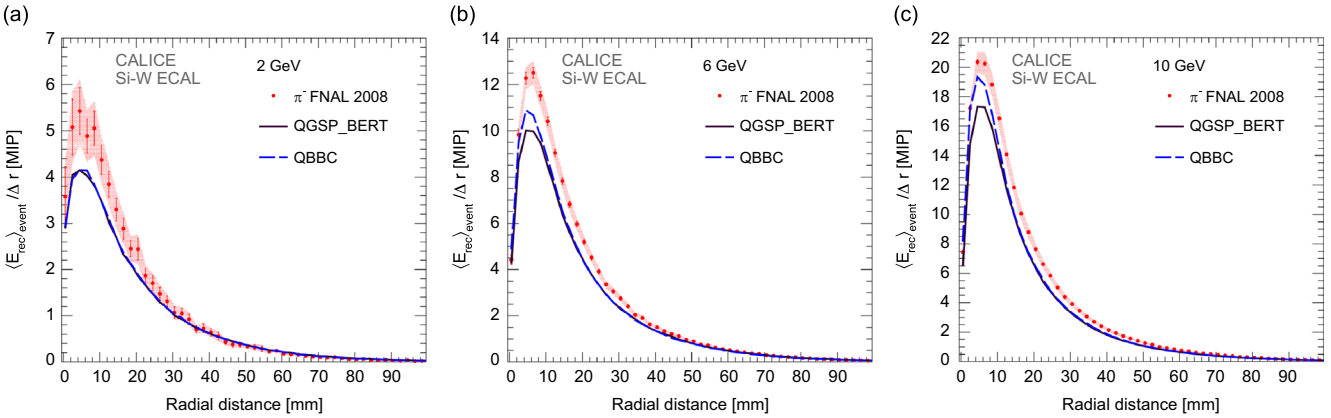 (a)
CALICE
Si-W ECAL
2 GeV
π⁻ FNAL 2008
QGSP_BERT
QBBC
⟨E_rec⟩_event /Δ r [MIP]
7
6
5
4
3
2
1
0
0 10 20 30 40 50 60 70 80 90
Radial distance [mm]
(b)
CALICE
Si-W ECAL
6 GeV
π⁻ FNAL 2008
QGSP_BERT
QBBC
⟨E_rec⟩_event /Δ r [MIP]
14
12
10
8
6
4
2
0
0 10 20 30 40 50 60 70 80 90
Radial distance [mm]
(c)
CALICE
Si-W ECAL
10 GeV
π⁻ FNAL 2008
QGSP_BERT
QBBC
⟨E_rec⟩_event /Δ r [MIP]
22
20
18
16
14
12
10
8
6
4
2
0
0 10 20 30 40 50 60 70 80 90
Radial distance [mm]